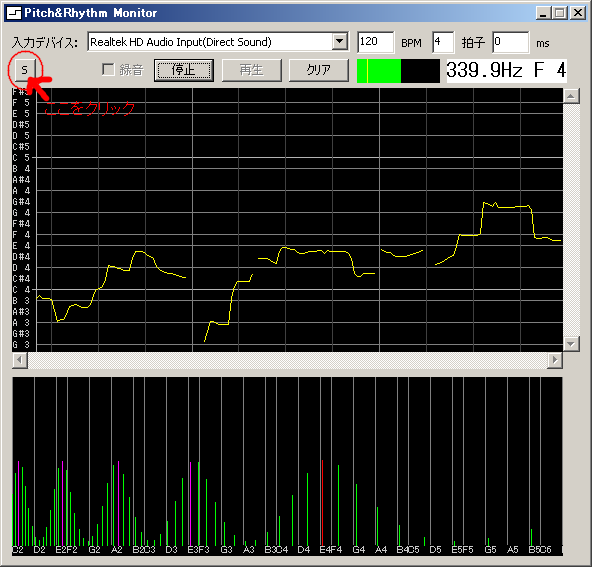 Pitch&Rhythm Monitor
入力デバイス: Realtek HD Audio Input(Direct Sound) 120 BPM 4 拍子 0 ms
S 録音 停止 再生 クリア 339.9Hz F 4
ここをクリック
F#5
F 5
E 5
D#5
D 5
C#5
C 5
B 4
A#4
A 4
G#4
G 4
F#4
F 4
E 4
D#4
D 4
C#4
C 4
B 3
A#3
A 3
G#3
G 3
C2 D2 E2F2 G2 A2 B2C3 D3 E3F3 G3 A3 B3C4 D4 E4F4 G4 A4 B4C5 D5 E5F5 G5 A5 B5C6